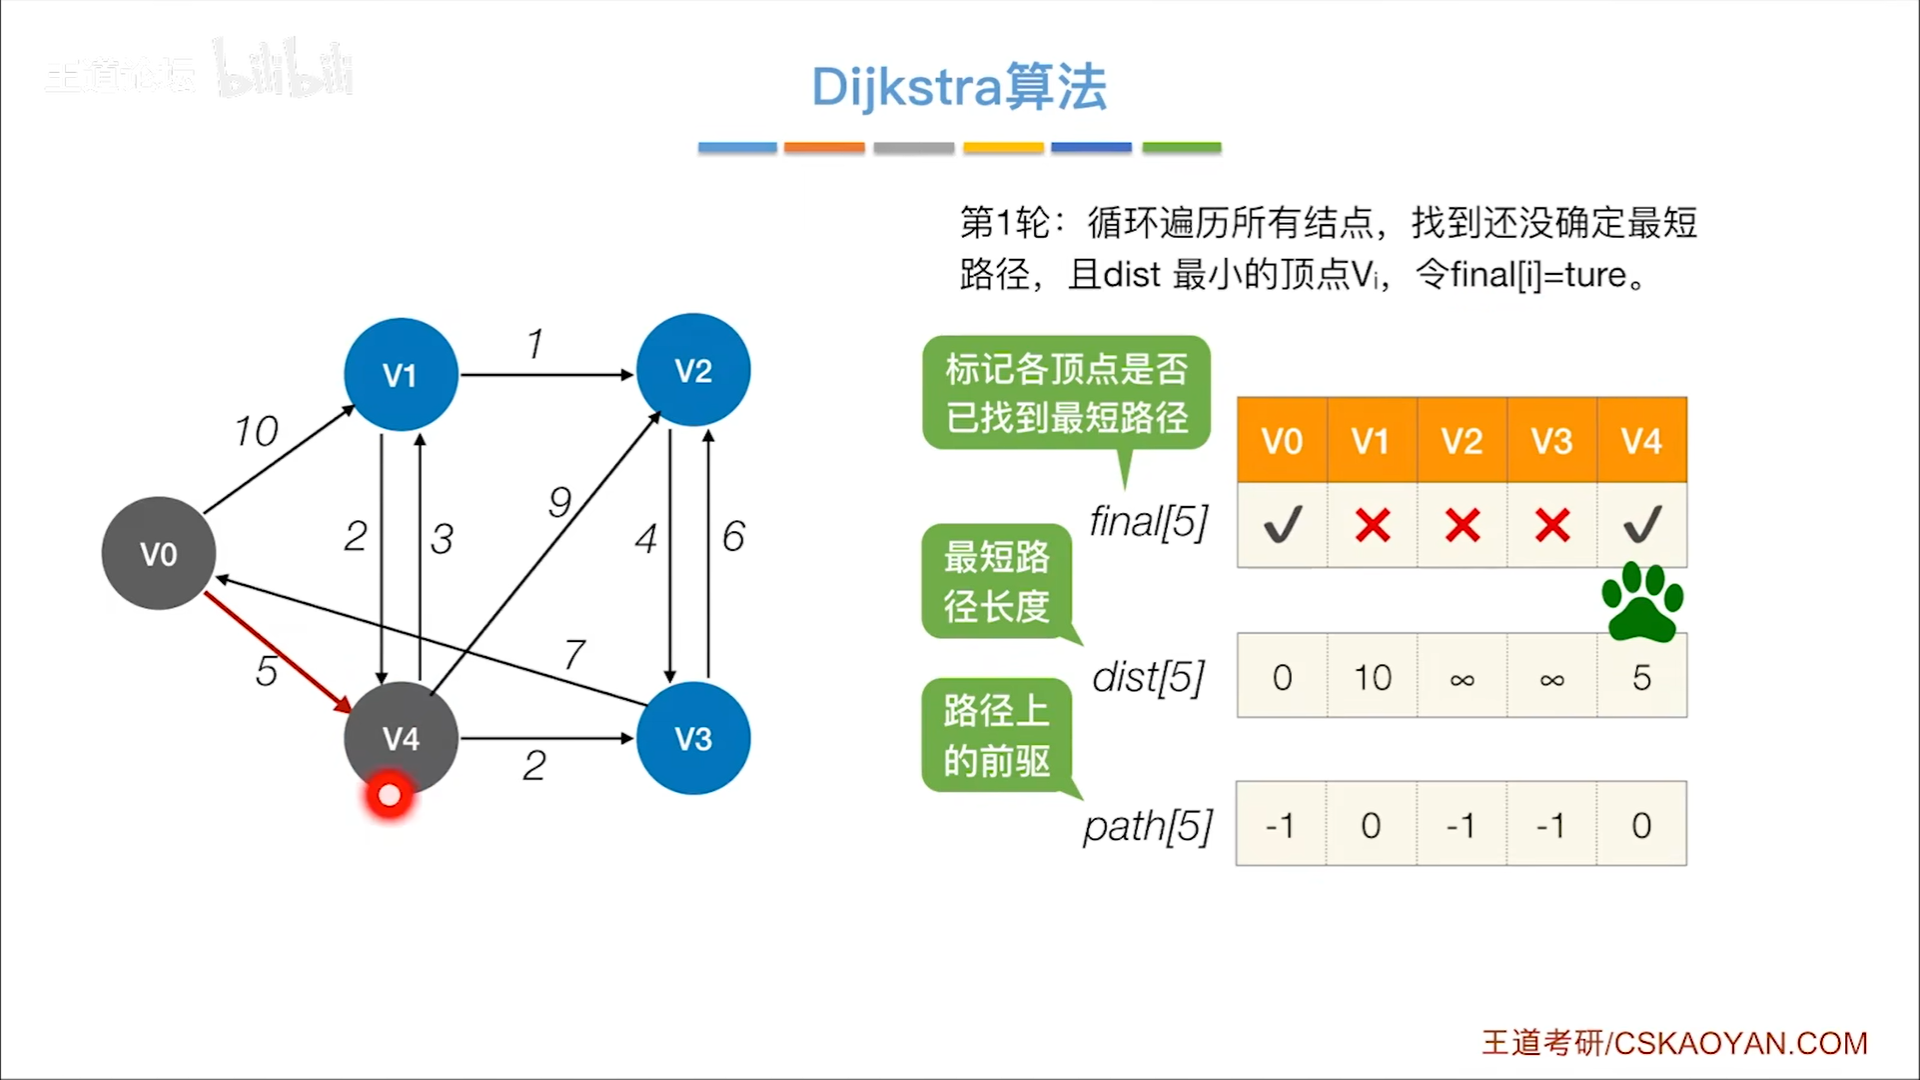 王道论坛 bilibili
Dijkstra算法
第1轮：循环遍历所有结点，找到还没确定最短
路径，且dist 最小的顶点Vi，令final[i]=ture。
标记各顶点是否
已找到最短路径
V0 V1 V2 V3 V4
final[5]
最短路
径长度
dist[5]
0 10 ∞ ∞ 5
路径上
的前驱
path[5]
-1 0 -1 -1 0
V1
1
V2
10
9
2
3
4
6
V0
5
7
V4
2
V3
王道考研/CSKAOYAN.COM